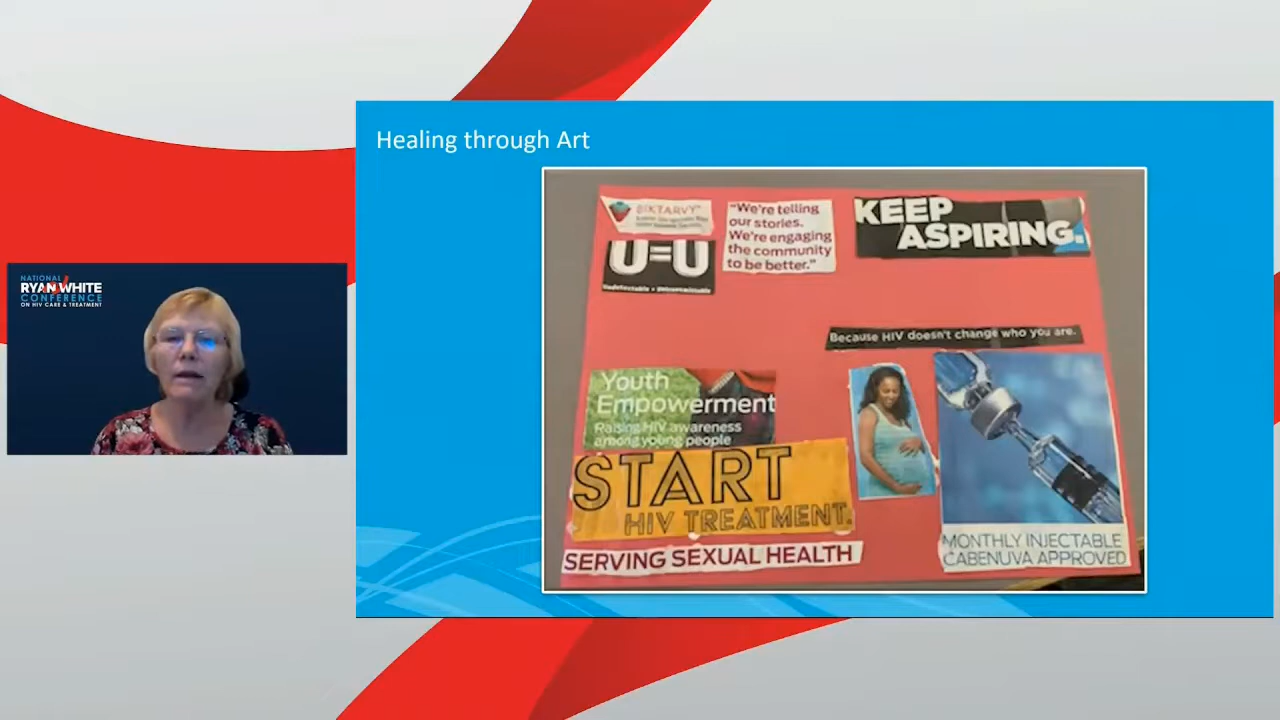 NATIONAL
RYAN WHITE
CONFERENCE
ON HIV CARE & TREATMENT
Healing through Art
BIKTARVY
U=U
Undetectable = Untransmittable
"We're telling
our stories.
We're engaging
the community
to be better."
KEEP
ASPIRING.
Because HIV doesn't change who you are.
Youth
Empowerment
Raising HIV awareness
among young people
START
HIV TREATMENT.
SERVING SEXUAL HEALTH
MONTHLY INJECTABLE
CABENUVA APPROVED